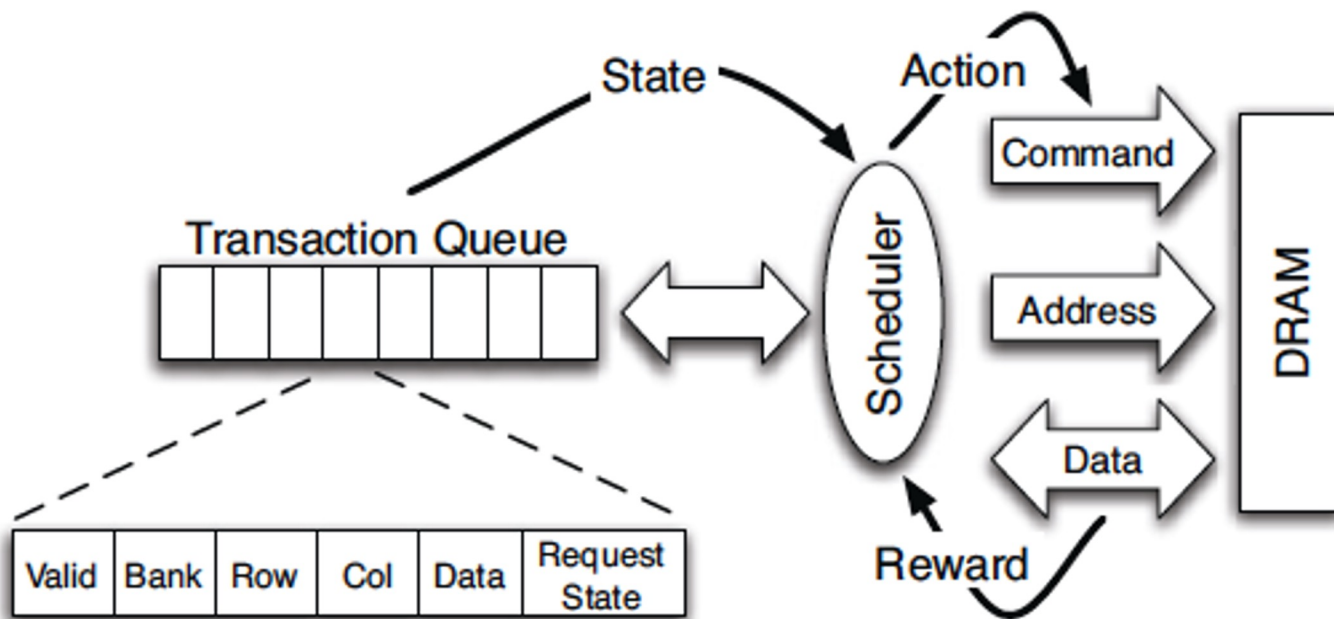 State
Action
Command
Transaction Queue
Scheduler
Address
DRAM
Data
Reward
Valid
Bank
Row
Col
Data
Request
State